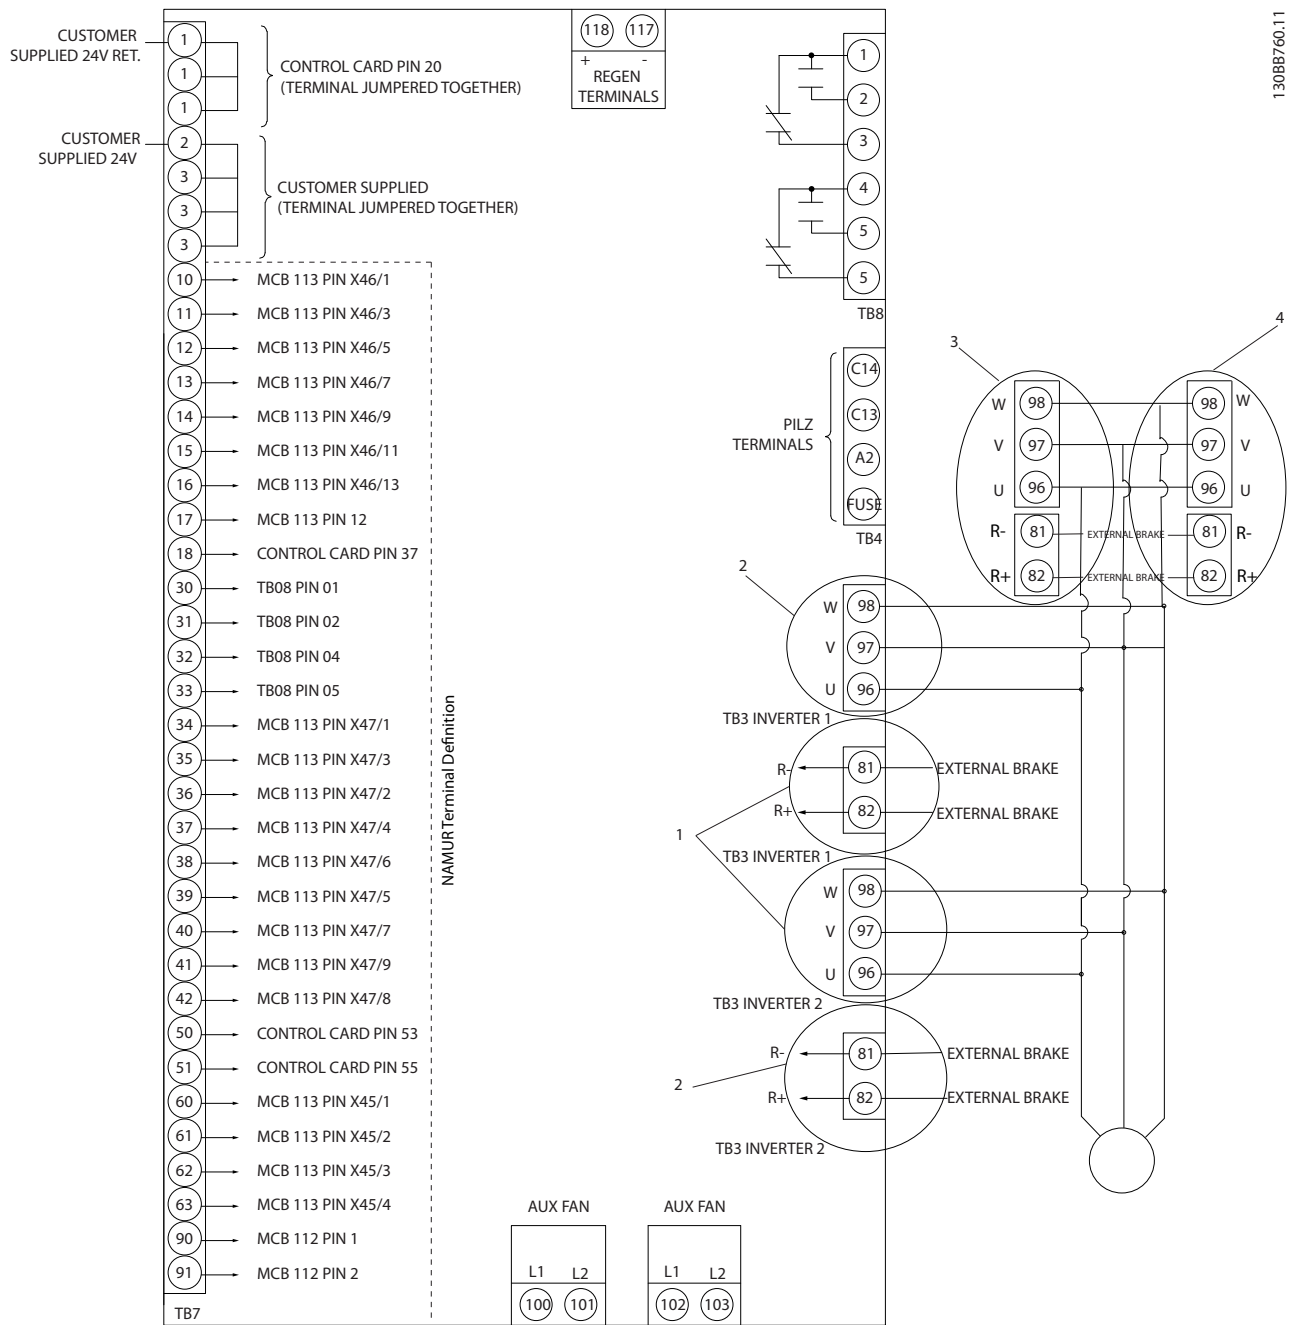 130BB760.11
CUSTOMER
SUPPLIED 24V RET.
1
1
1
CONTROL CARD PIN 20
(TERMINAL JUMPERED TOGETHER)
CUSTOMER
SUPPLIED 24V
2
3
3
3
CUSTOMER SUPPLIED
(TERMINAL JUMPERED TOGETHER)
10 MCB 113 PIN X46/1
11 MCB 113 PIN X46/3
12 MCB 113 PIN X46/5
13 MCB 113 PIN X46/7
14 MCB 113 PIN X46/9
15 MCB 113 PIN X46/11
16 MCB 113 PIN X46/13
17 MCB 113 PIN 12
18 CONTROL CARD PIN 37
30 TB08 PIN 01
31 TB08 PIN 02
32 TB08 PIN 04
33 TB08 PIN 05
34 MCB 113 PIN X47/1
35 MCB 113 PIN X47/3
36 MCB 113 PIN X47/2
37 MCB 113 PIN X47/4
38 MCB 113 PIN X47/6
39 MCB 113 PIN X47/5
40 MCB 113 PIN X47/7
41 MCB 113 PIN X47/9
42 MCB 113 PIN X47/8
50 CONTROL CARD PIN 53
51 CONTROL CARD PIN 55
60 MCB 113 PIN X45/1
61 MCB 113 PIN X45/2
62 MCB 113 PIN X45/3
63 MCB 113 PIN X45/4
90 MCB 112 PIN 1
91 MCB 112 PIN 2
TB7
NAMUR Terminal Definition
118 117
+ -
REGEN
TERMINALS
1
2
3
4
5
5
TB8
PILZ
TERMINALS
C14
C13
A2
FUSE
TB4
2
W 98
V 97
U 96
TB3 INVERTER 1
R- 81 EXTERNAL BRAKE
R+ 82 EXTERNAL BRAKE
1
TB3 INVERTER 1
W 98
V 97
U 96
TB3 INVERTER 2
R- 81 EXTERNAL BRAKE
2
R+ 82 EXTERNAL BRAKE
TB3 INVERTER 2
3
4
W 98 98 W
V 97 97 V
U 96 96 U
R- 81 EXTERNAL BRAKE 81 R-
R+ 82 EXTERNAL BRAKE 82 R+
AUX FAN
L1 L2
100 101
AUX FAN
L1 L2
102 103